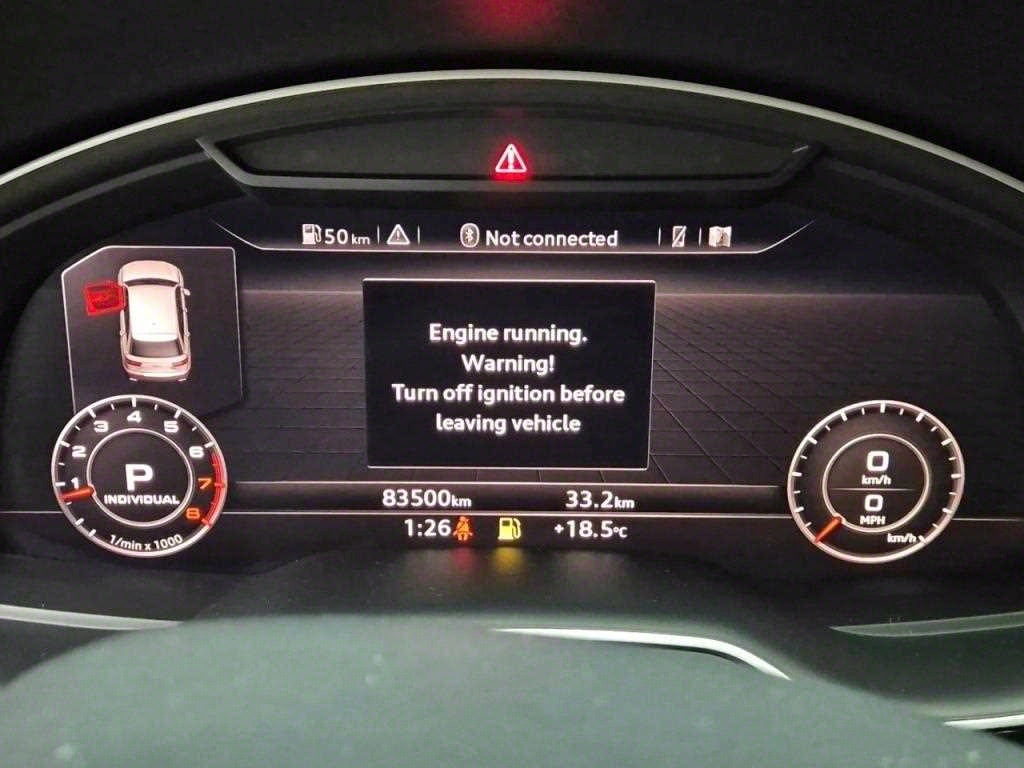 50 km
Not connected
Engine running.
Warning!
Turn off ignition before
leaving vehicle
1
2
3
4
5
6
7
8
P
INDIVIDUAL
1/min x 1000
0
km/h
0
MPH
km/h
83500km
33.2km
1:26
+18.5°C